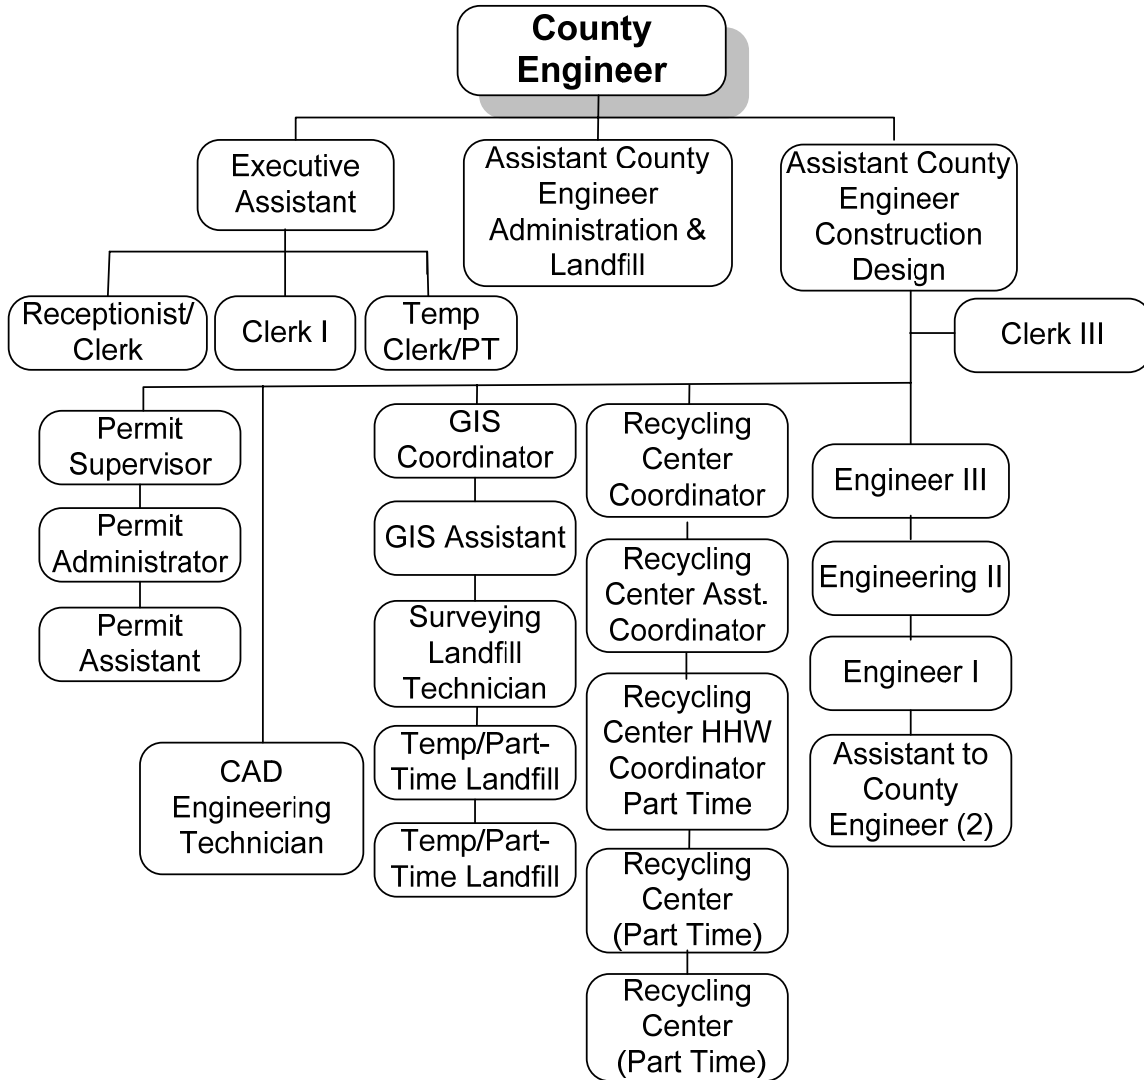 County
Engineer
Executive
Assistant
Assistant County
Engineer
Administration &
Landfill
Assistant County
Engineer
Construction
Design
Receptionist/
Clerk
Clerk I
Temp
Clerk/PT
Clerk III
Permit
Supervisor
Permit
Administrator
Permit
Assistant
CAD
Engineering
Technician
GIS
Coordinator
GIS Assistant
Surveying
Landfill
Technician
Temp/Part-
Time Landfill
Temp/Part-
Time Landfill
Recycling
Center
Coordinator
Recycling
Center Asst.
Coordinator
Recycling
Center HHW
Coordinator
Part Time
Recycling
Center
(Part Time)
Recycling
Center
(Part Time)
Engineer III
Engineering II
Engineer I
Assistant to
County
Engineer (2)